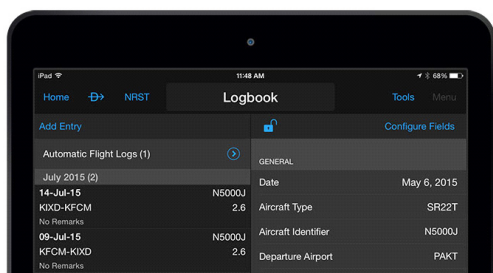 iPad 11:48 AM 68%
Home NRST Logbook Tools Menu
Add Entry Configure Fields
Automatic Flight Logs (1)
GENERAL
July 2015 (2)
Date May 6, 2015
14-Jul-15 N5000J
KIXD-KFCM 2.6
Aircraft Type SR22T
No Remarks
Aircraft Identifier N5000J
09-Jul-15 N5000J
KFCM-KIXD 2.6
Departure Airport PAKT
No Remarks